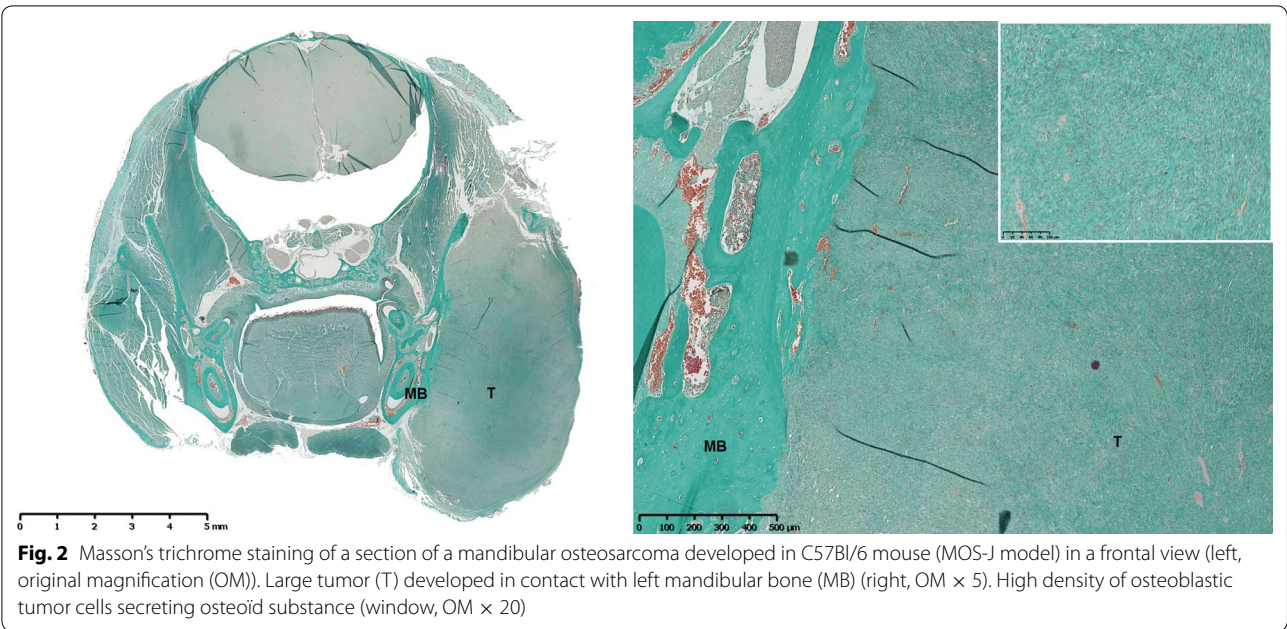 MB
T
0 1 2 3 4 5 mm
MB
T
0 100 200 300 400 500 µm
Fig. 2 Masson's trichrome staining of a section of a mandibular osteosarcoma developed in C57Bl/6 mouse (MOS-J model) in a frontal view (left,
original magnification (OM)). Large tumor (T) developed in contact with left mandibular bone (MB) (right, OM × 5). High density of osteoblastic
tumor cells secreting osteoïd substance (window, OM × 20)